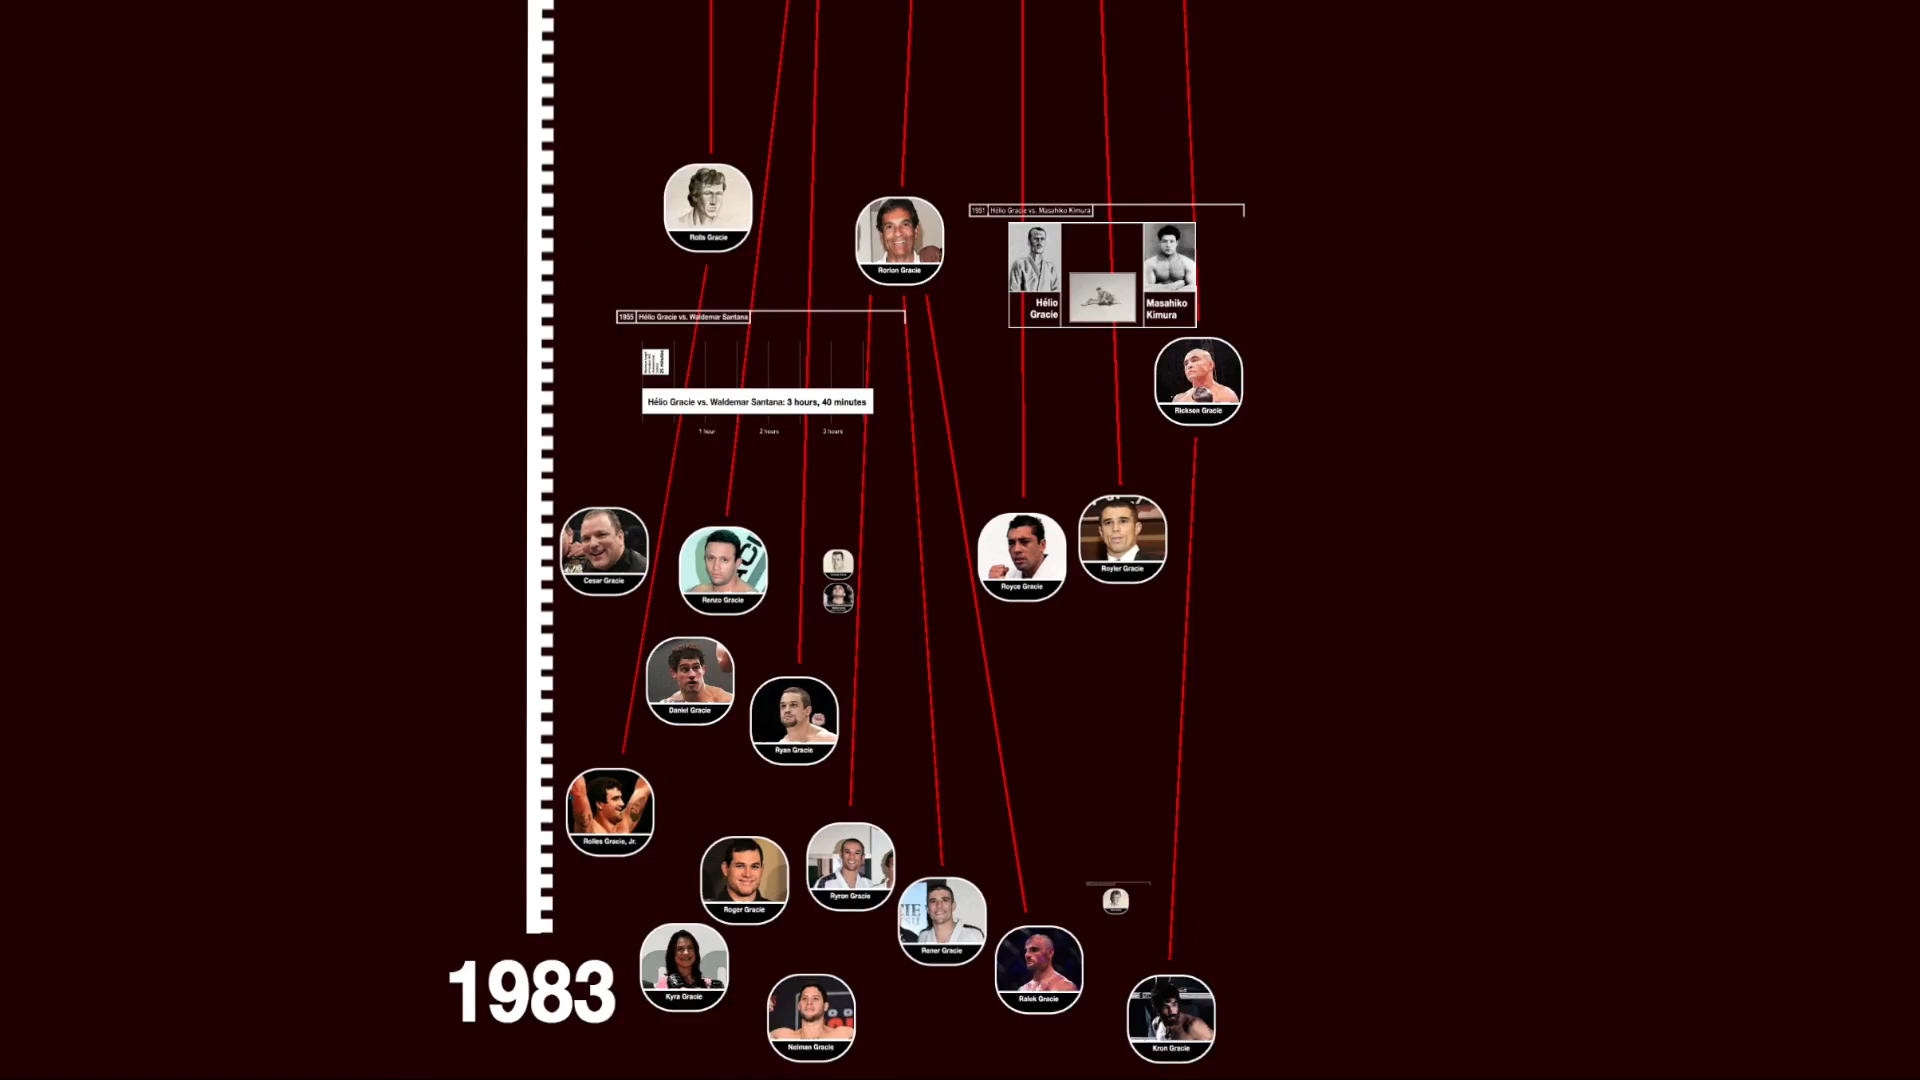 Rolls Gracie
Rorion Gracie
1951 Hélio Gracie vs. Masahiko Kimura
Hélio
Gracie
Masahiko
Kimura
1955 Hélio Gracie vs. Waldemar Santana
25 minutes
Hélio Gracie vs. Waldemar Santana: 3 hours, 40 minutes
1 hour
2 hours
3 hours
Rickson Gracie
Cesar Gracie
Renzo Gracie
Royce Gracie
Royler Gracie
Daniel Gracie
Ryan Gracie
Rolles Gracie, Jr.
Roger Gracie
Ryron Gracie
Rener Gracie
Kyra Gracie
Ralek Gracie
Neiman Gracie
Kron Gracie
1983